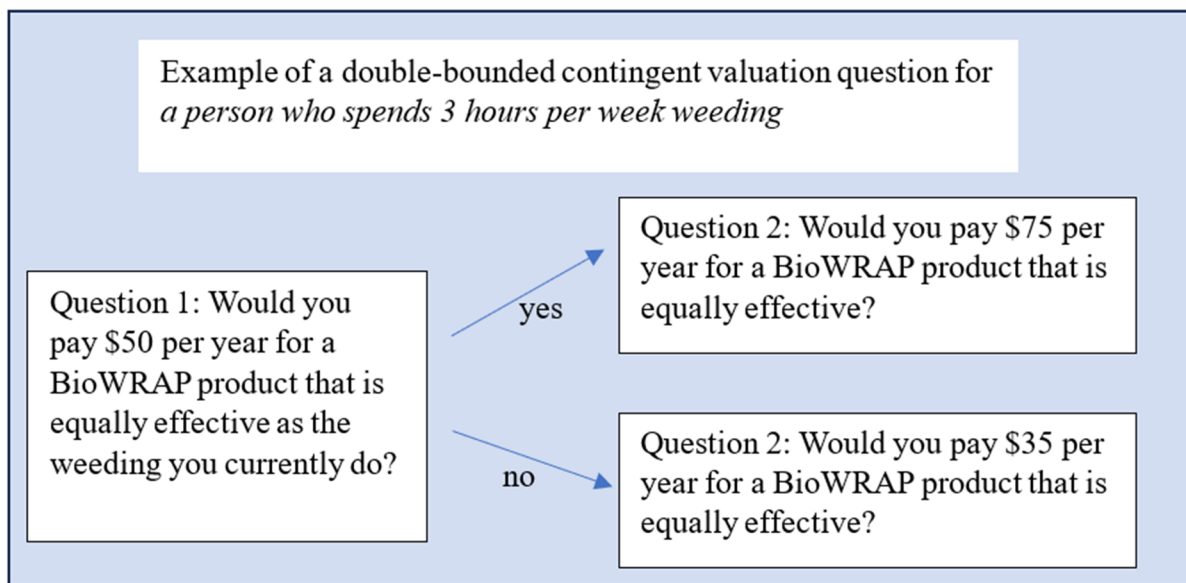 Example of a double-bounded contingent valuation question for
a person who spends 3 hours per week weeding
Question 1: Would you
pay $50 per year for a
BioWRAP product that is
equally effective as the
weeding you currently do?
yes
Question 2: Would you pay $75 per
year for a BioWRAP product that is
equally effective?
no
Question 2: Would you pay $35 per
year for a BioWRAP product that is
equally effective?